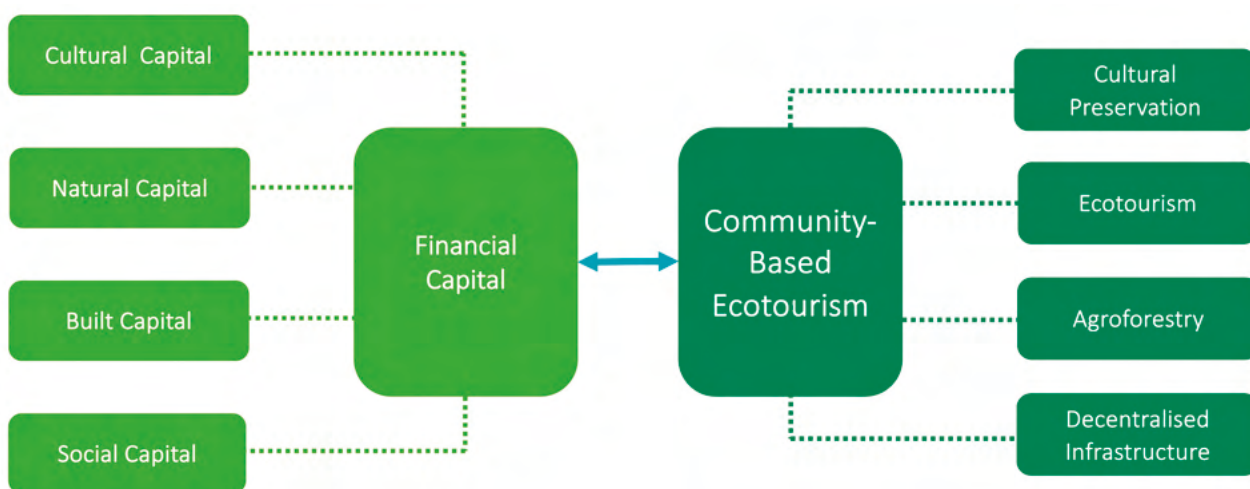 Cultural Capital
Natural Capital
Built Capital
Social Capital
Financial
Capital
Community-
Based
Ecotourism
Cultural
Preservation
Ecotourism
Agroforestry
Decentralised
Infrastructure